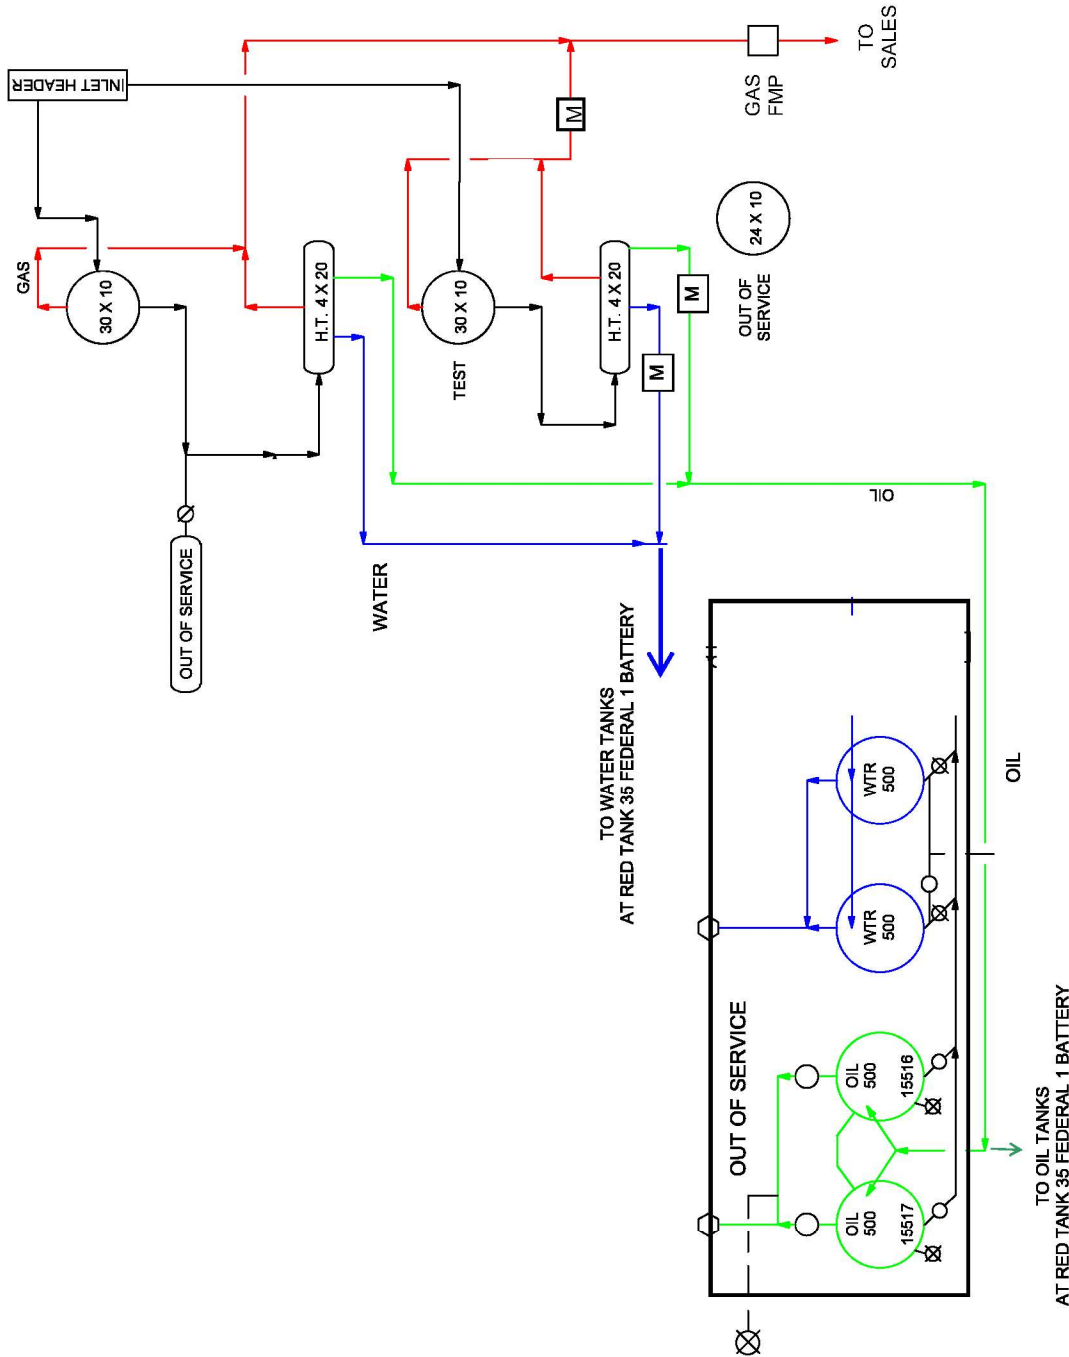 TO
SALES
INLET HEADER
GAS
FMP
M
GAS
30 X 10
H.T. 4 X 20
30 X 10
TEST
H.T. 4 X 20
24 X 10
OUT OF
SERVICE
M
M
OIL
OUT OF SERVICE
WATER
TO WATER TANKS
AT RED TANK 35 FEDERAL 1 BATTERY
OIL
WTR
500
WTR
500
OUT OF SERVICE
OIL
500
15516
OIL
500
15517
TO OIL TANKS
AT RED TANK 35 FEDERAL 1 BATTERY